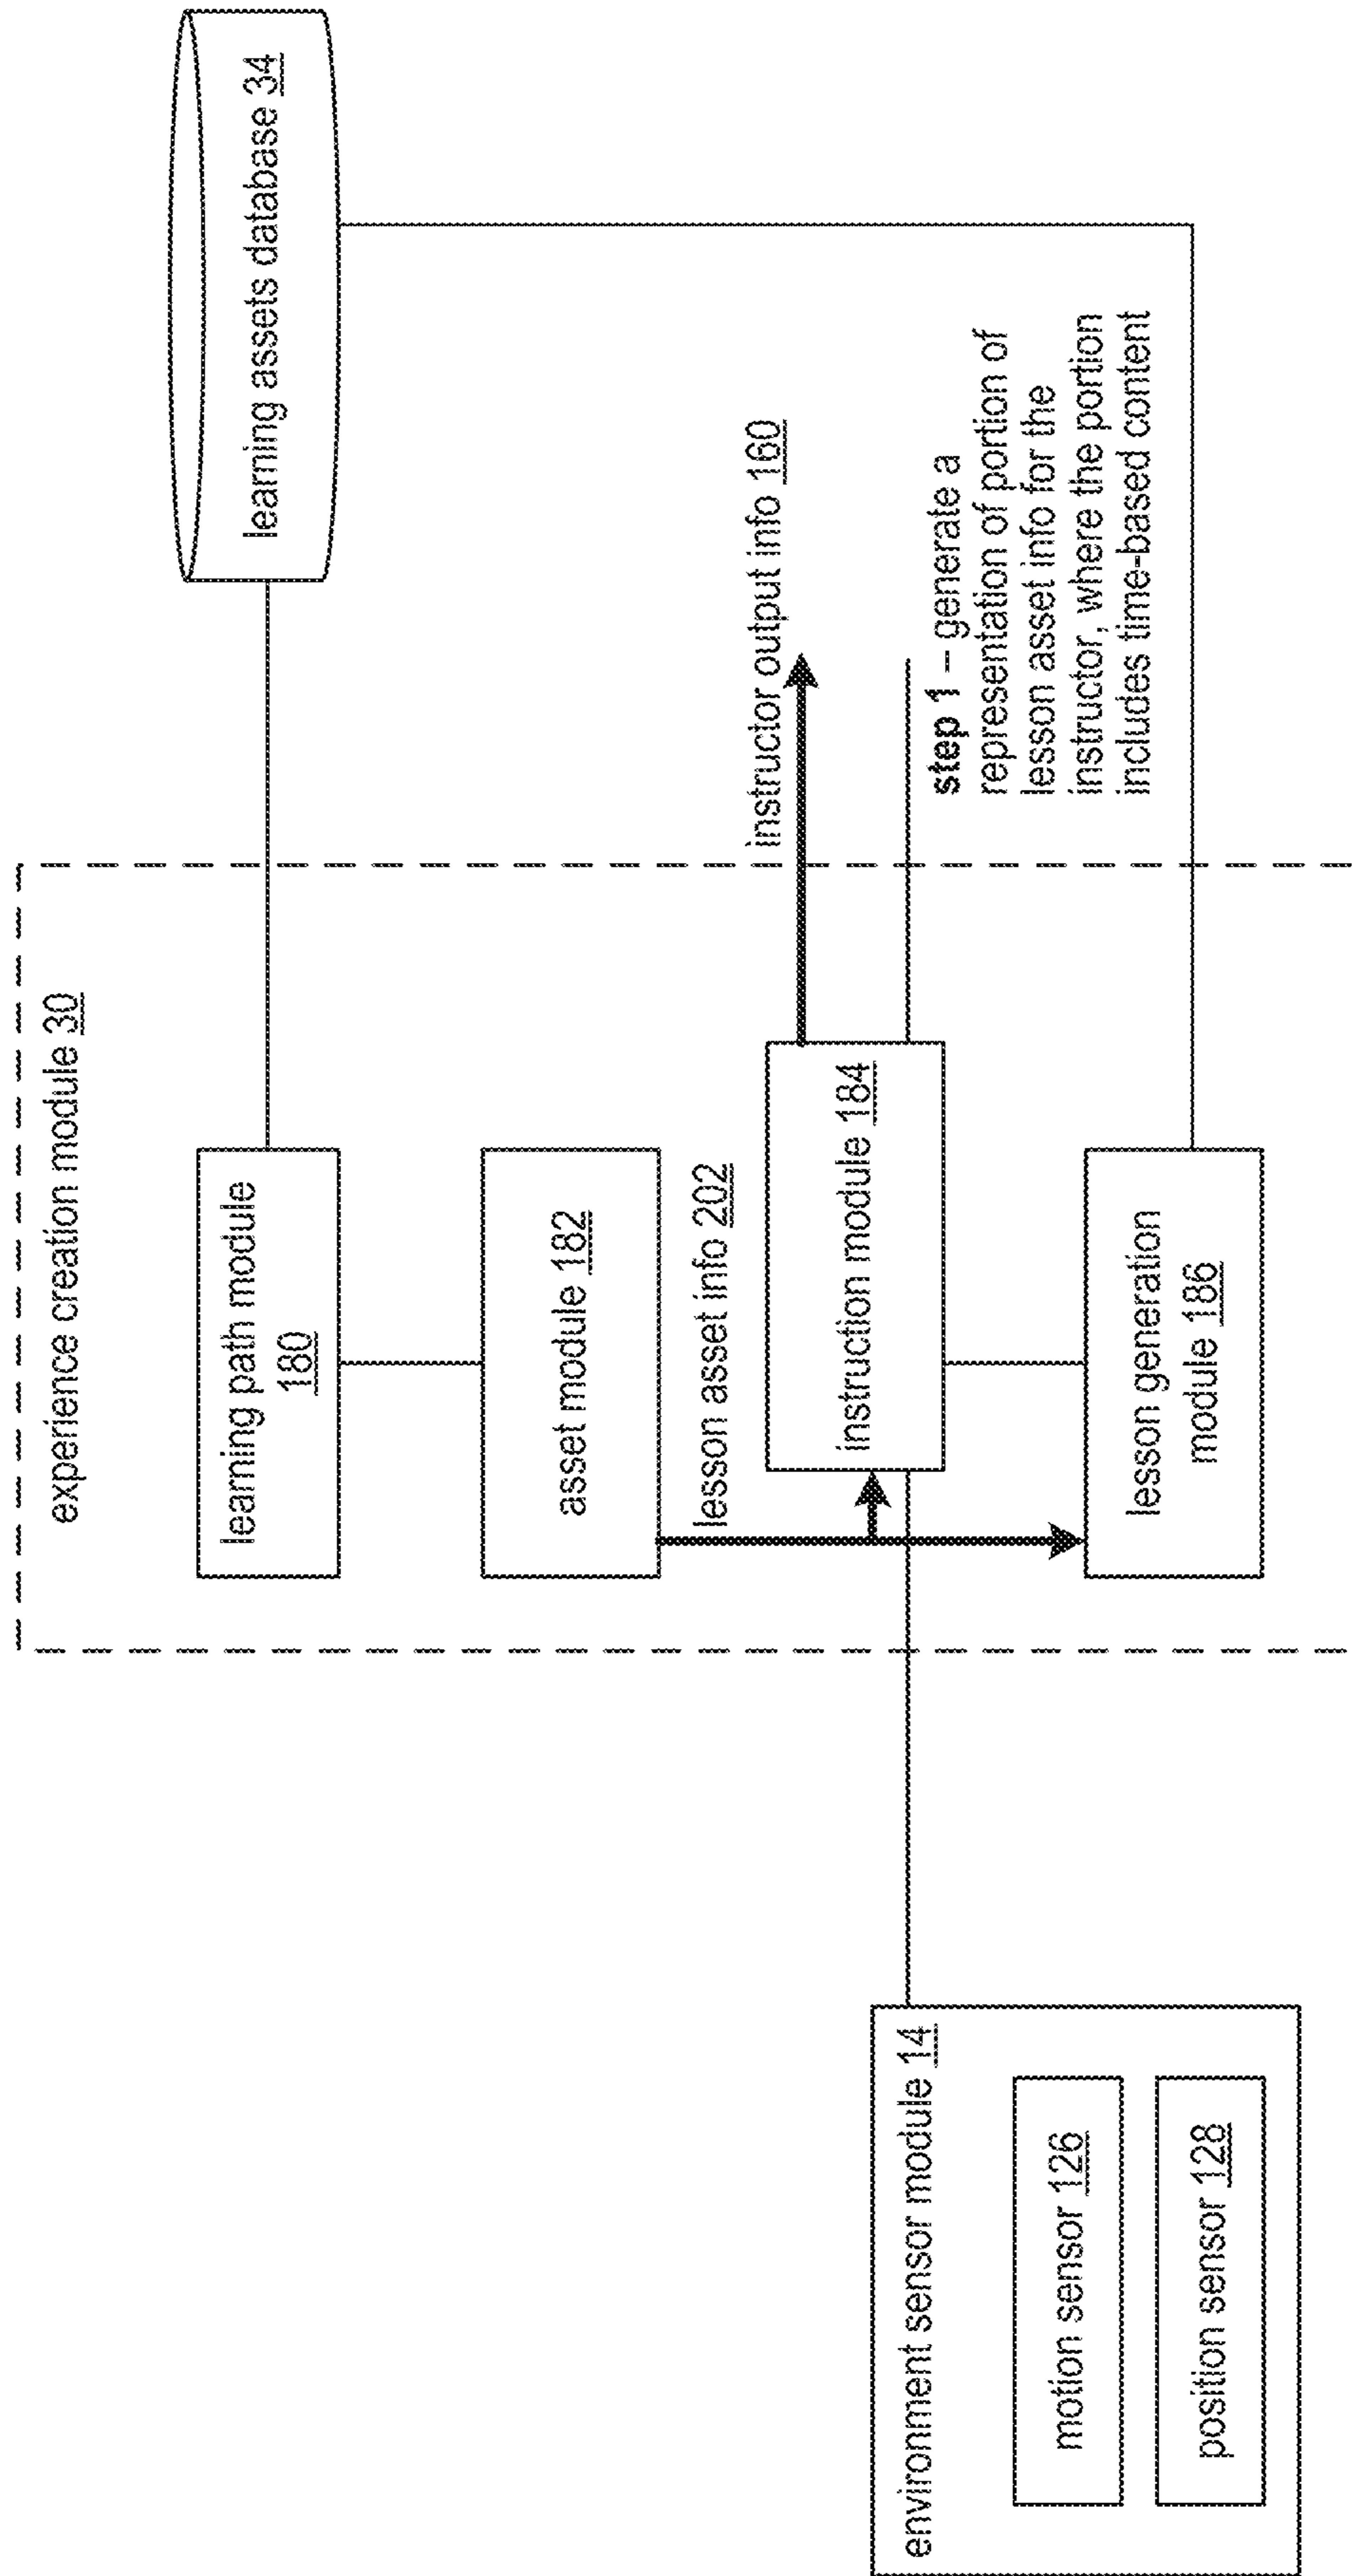 experience creation module 30
learning path module
180
learning assets database 34
asset module 182
lesson asset info 202
instructor output info 160
instruction module 184
step 1 – generate a
representation of portion of
lesson asset info for the
instructor, where the portion
includes time-based content
environment sensor module 14
motion sensor 126
position sensor 128
lesson generation
module 186